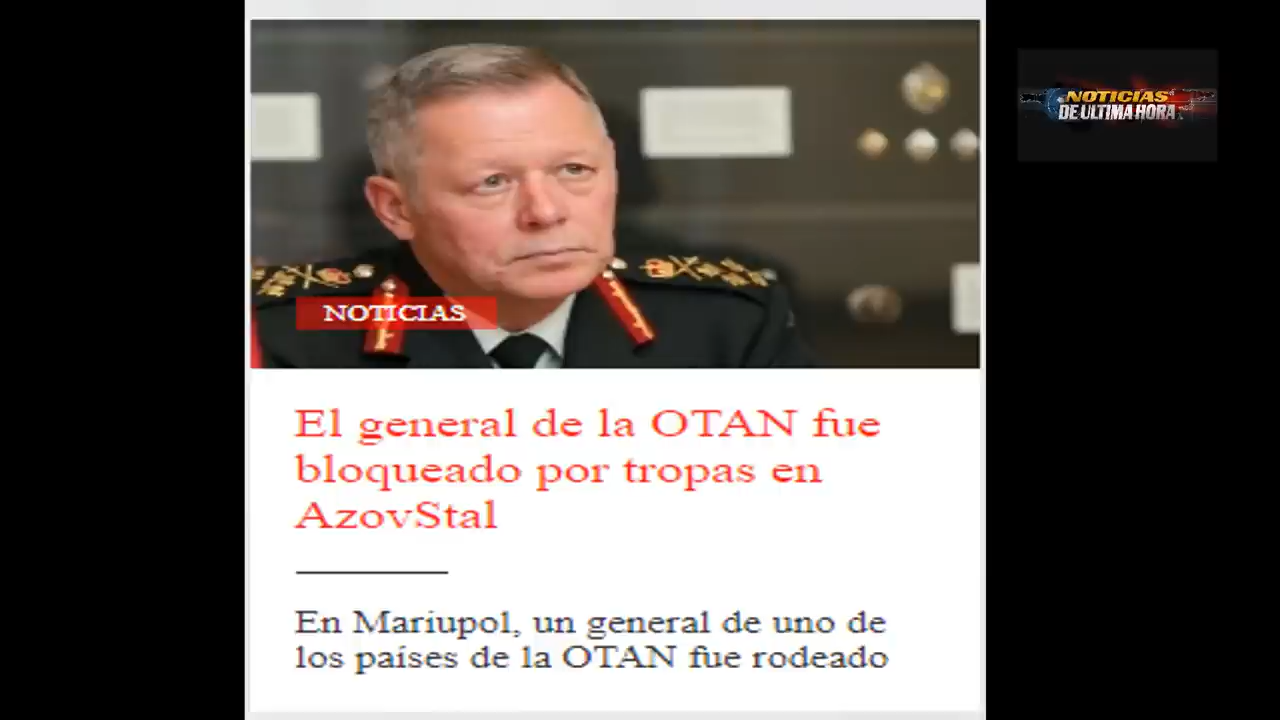 NOTICIAS
DE ULTIMA HORA
NOTICIAS
El general de la OTAN fue
bloqueado por tropas en
AzovStal
En Mariupol, un general de uno de
los países de la OTAN fue rodeado